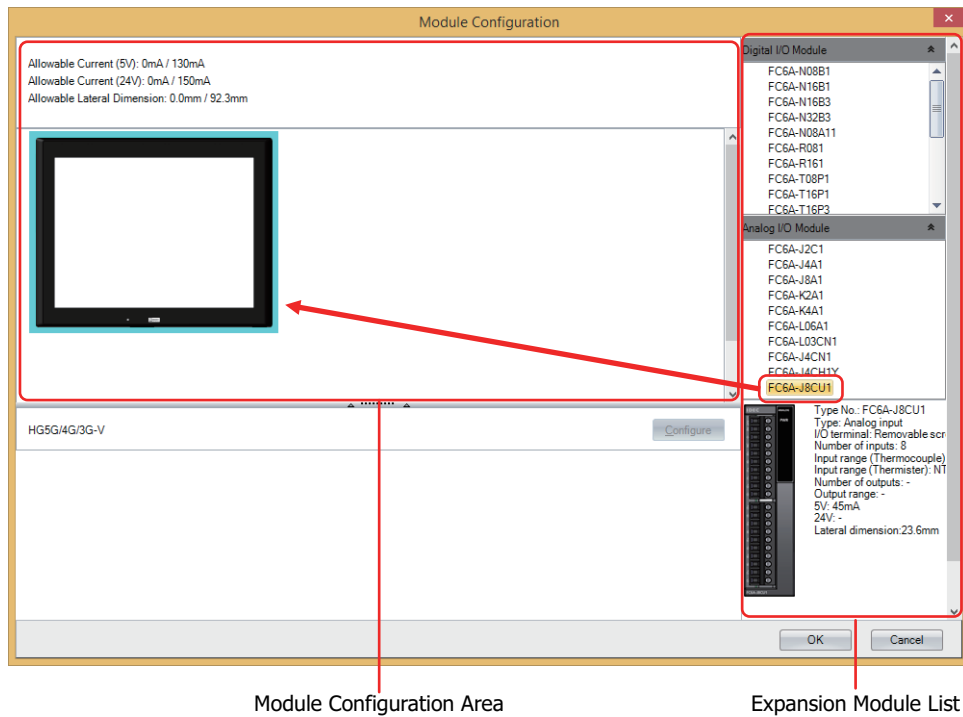 Module Configuration
Allowable Current (5V): 0mA / 130mA
Allowable Current (24V): 0mA / 150mA
Allowable Lateral Dimension: 0.0mm / 92.3mm
HG5G/4G/3G-V
Configure
Digital I/O Module
FC6A-N08B1
FC6A-N16B1
FC6A-N16B3
FC6A-N32B3
FC6A-N08A11
FC6A-R081
FC6A-R161
FC6A-T08P1
FC6A-T16P1
FC6A-T16P3
Analog I/O Module
FC6A-J2C1
FC6A-J4A1
FC6A-J8A1
FC6A-K2A1
FC6A-K4A1
FC6A-L06A1
FC6A-L03CN1
FC6A-J4CN1
FC6A-J4CH1Y
FC6A-J8CU1
Type No.: FC6A-J8CU1
Type: Analog input
I/O terminal: Removable scr
Number of inputs: 8
Input range (Thermocouple)
Input range (Thermister): NT
Number of outputs: -
Output range: -
5V: 45mA
24V: -
Lateral dimension:23.6mm
OK
Cancel
Module Configuration Area
Expansion Module List